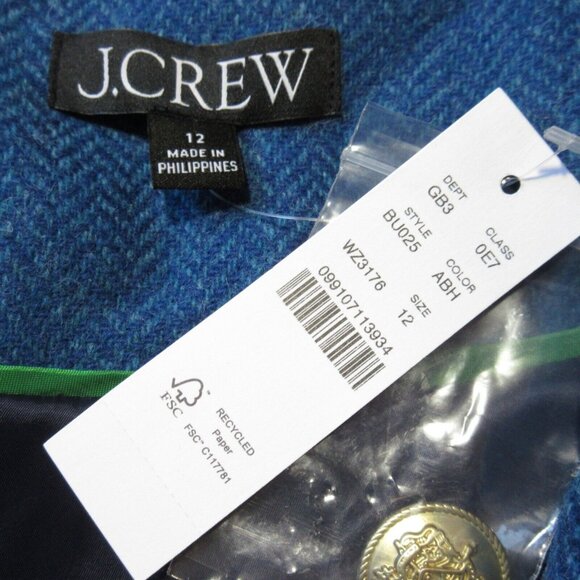 J.CREW
12
MADE IN
PHILIPPINES
DEPT CLASS
GB3 0E7
STYLE COLOR
BU025 ABH
SIZE
WZ3176 12
099107113934
FSC
FSC® C117781
RECYCLED
Paper